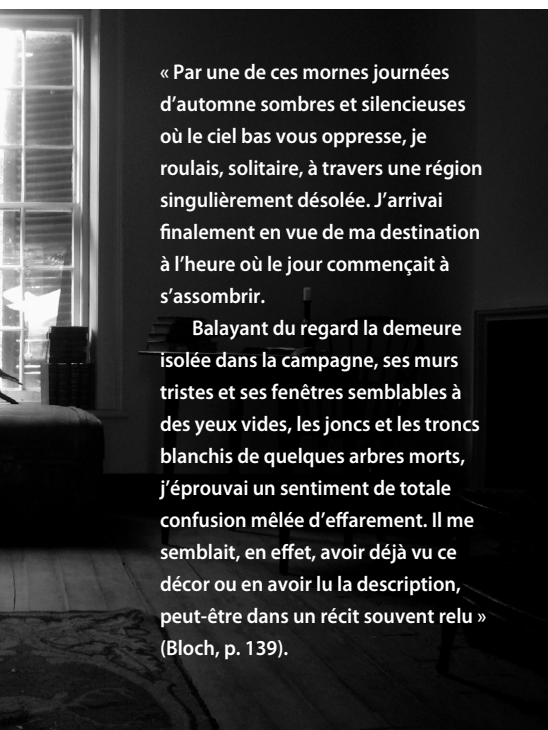 « Par une de ces mornes journées
d’automne sombres et silencieuses
où le ciel bas vous oppresse, je
roulais, solitaire, à travers une région
singulièrement désolée. J’arrivai
finalement en vue de ma destination
à l’heure où le jour commençait à
s’assombrir.
Balayant du regard la demeure
isolée dans la campagne, ses murs
tristes et ses fenêtres semblables à
des yeux vides, les joncs et les troncs
blanchis de quelques arbres morts,
j’éprouvai un sentiment de totale
confusion mêlée d’effarement. Il me
semblait, en effet, avoir déjà vu ce
décor ou en avoir lu la description,
peut-être dans un récit souvent relu »
(Bloch, p. 139).